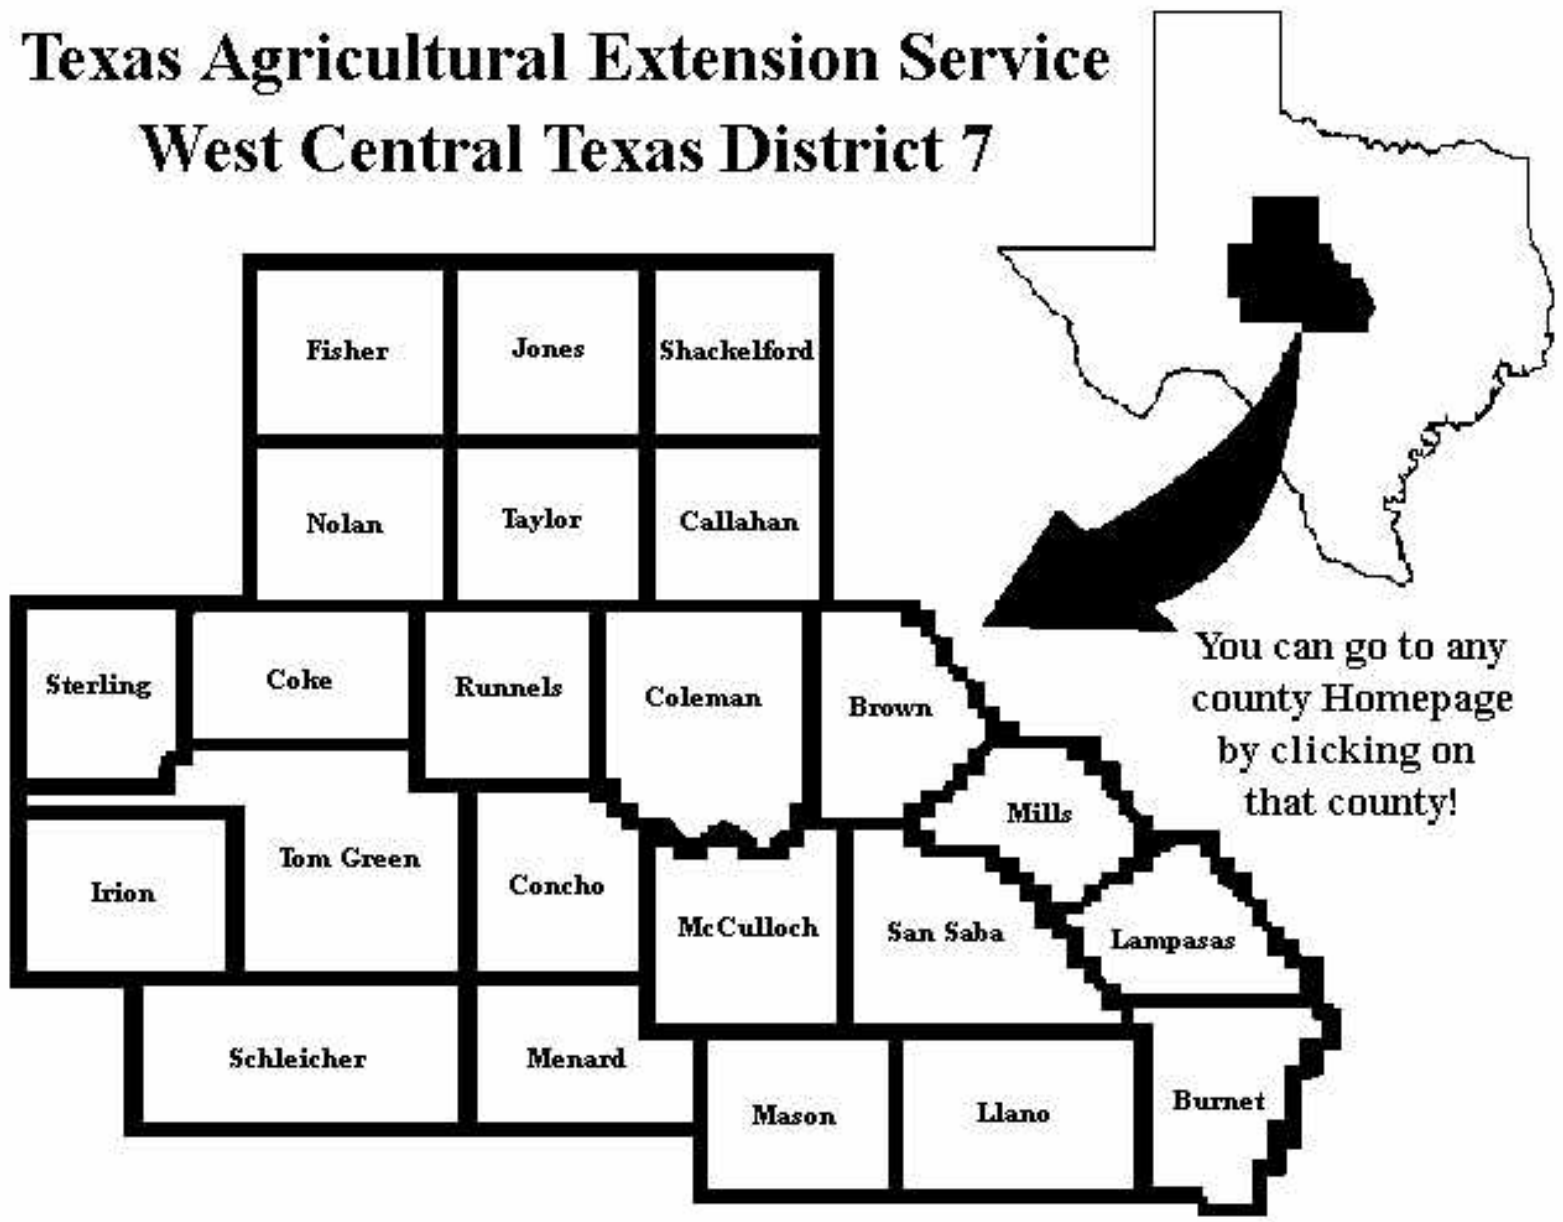 Texas Agricultural Extension Service
West Central Texas District 7
Fisher
Jones
Shackelford
Nolan
Taylor
Callahan
Sterling
Coke
Runnels
Coleman
Brown
You can go to any
county Homepage
by clicking on
that county!
Mills
Irion
Tom Green
Concho
McCulloch
San Saba
Lampasas
Schleicher
Menard
Mason
Llano
Burnet